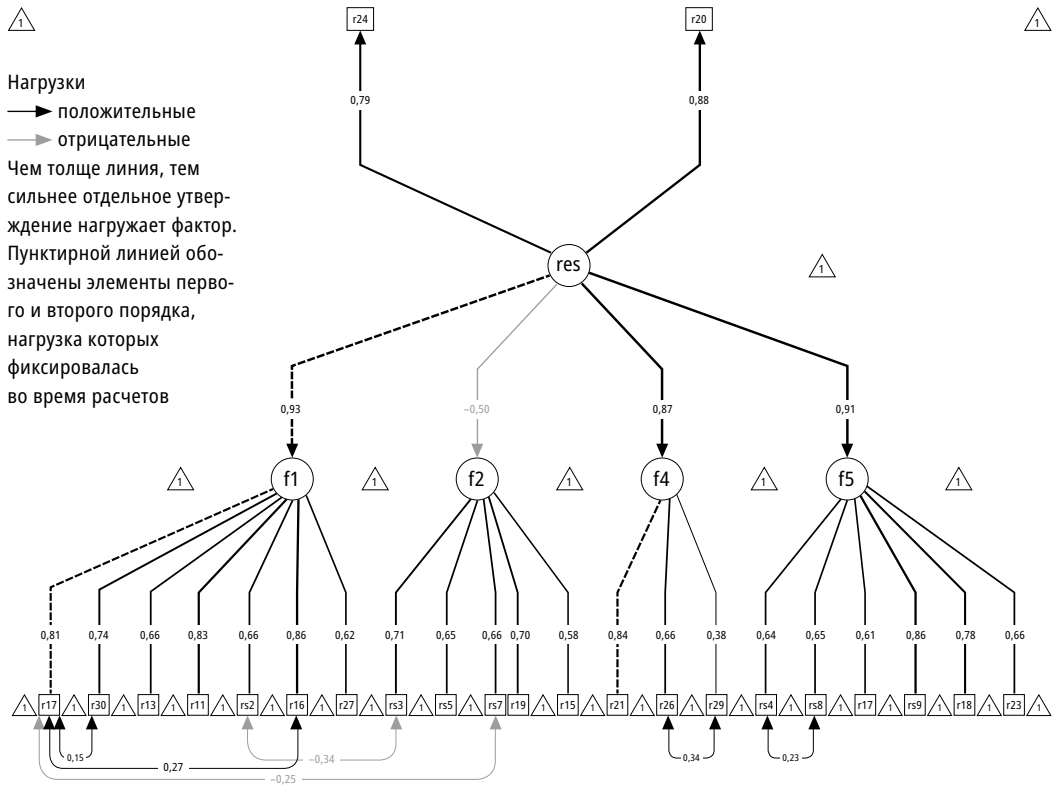 1 r24 r20 1
Нагрузки
0,79 0,88
положительные
отрицательные
Чем толще линия, тем
сильнее отдельное утвер-
ждение нагружает фактор.
Пунктирной линией обо-
res 1
значены элементы перво-
го и второго порядка,
нагрузка которых
фиксировалась
во время расчетов
0,93 −0,50 0,87 0,91
1 f1 1 f2 1 f4 1 f5 1
0,81 0,74 0,66 0,83 0,66 0,86 0,62 0,71 0,65 0,66 0,70 0,58 0,84 0,66 0,38 0,64 0,65 0,61 0,86 0,78 0,66
1 r17 1 r30 1 r13 1 r11 1 rs2 1 r16 1 r27 1 rs3 1 rs5 1 rs7 r19 1 r15 1 r21 1 r26 1 r29 1 rs4 1 rs8 1 r17 1 rs9 1 r18 1 r23 1
0,15 −0,34 0,34 0,23
0,27
−0,25